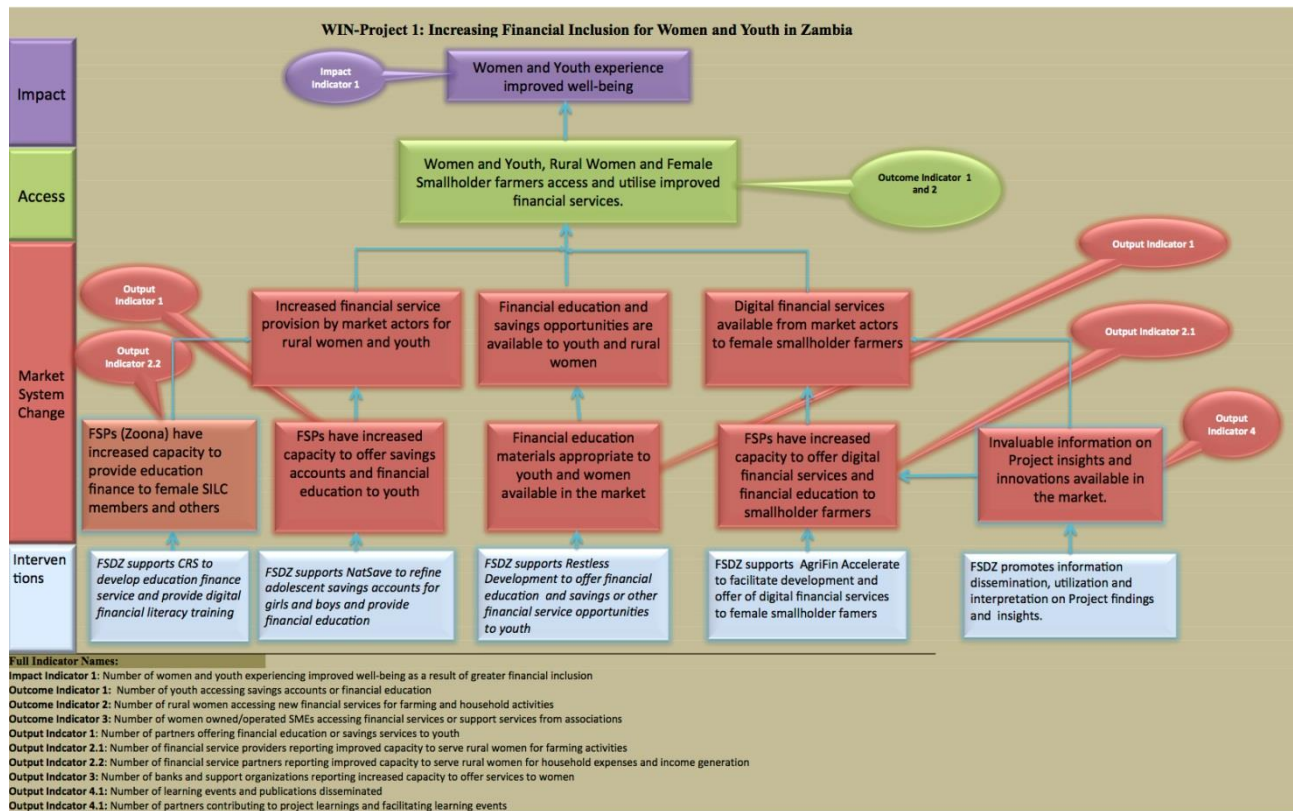 WIN-Project 1: Increasing Financial Inclusion for Women and Youth in Zambia
Impact
Impact
Indicator 1
Women and Youth experience
improved well-being
Access
Women and Youth, Rural Women and Female
Smallholder farmers access and utilise improved
financial services.
Outcome Indicator 1
and 2
Market
System
Change
Output
Indicator 1
Output
Indicator 2.2
Increased financial service
provision by market actors for
rural women and youth
Financial education and
savings opportunities are
available to youth and rural
women
Digital financial services
available from market actors
to female smallholder farmers
Output Indicator 1
Output Indicator 2.1
Output
Indicator 4
FSPs (Zoona) have
increased capacity to
provide education
finance to female SILC
members and others
FSPs have increased
capacity to offer savings
accounts and financial
education to youth
Financial education
materials appropriate to
youth and women
available in the market
FSPs have increased
capacity to offer digital
financial services and
financial education to
smallholder farmers
Invaluable information on
Project insights and
innovations available in
the market.
Interven
tions
FSDZ supports CRS to
develop education finance
service and provide digital
financial literacy training
FSDZ supports NatSave to refine
adolescent savings accounts for
girls and boys and provide
financial education
FSDZ supports Restless
Development to offer financial
education and savings or other
financial service opportunities
to youth
FSDZ supports AgriFin Accelerate
to facilitate development and
offer of digital financial services
to female smallholder famers
FSDZ promotes information
dissemination, utilization and
interpretation on Project findings
and insights.
Full Indicator Names:
Impact Indicator 1: Number of women and youth experiencing improved well-being as a result of greater financial inclusion
Outcome Indicator 1: Number of youth accessing savings accounts or financial education
Outcome Indicator 2: Number of rural women accessing new financial services for farming and household activities
Outcome Indicator 3: Number of women owned/operated SMEs accessing financial services or support services from associations
Output Indicator 1: Number of partners offering financial education or savings services to youth
Output Indicator 2.1: Number of financial service providers reporting improved capacity to serve rural women for farming activities
Output Indicator 2.2: Number of financial service partners reporting improved capacity to serve rural women for household expenses and income generation
Output Indicator 3: Number of banks and support organizations reporting increased capacity to offer services to women
Output Indicator 4.1: Number of learning events and publications disseminated
Output Indcator 4.1: Number of partners contributing to project learnings and facilitating learning events